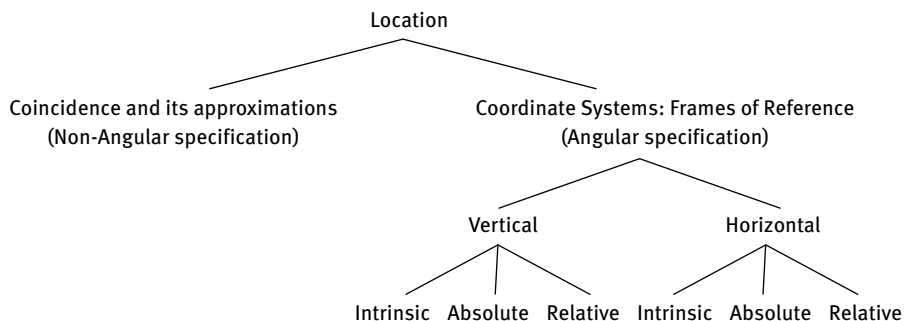 Location
Coincidence and its approximations
(Non-Angular specification)
Coordinate Systems: Frames of Reference
(Angular specification)
Vertical
Horizontal
Intrinsic Absolute Relative Intrinsic Absolute Relative